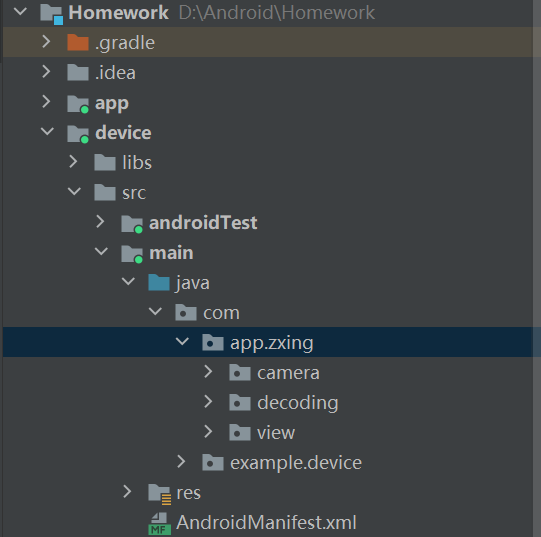 Homework D:\Android\Homework
.gradle
.idea
app
device
libs
src
androidTest
main
java
com
app.zxing
camera
decoding
view
example.device
res
MF AndroidManifest.xml